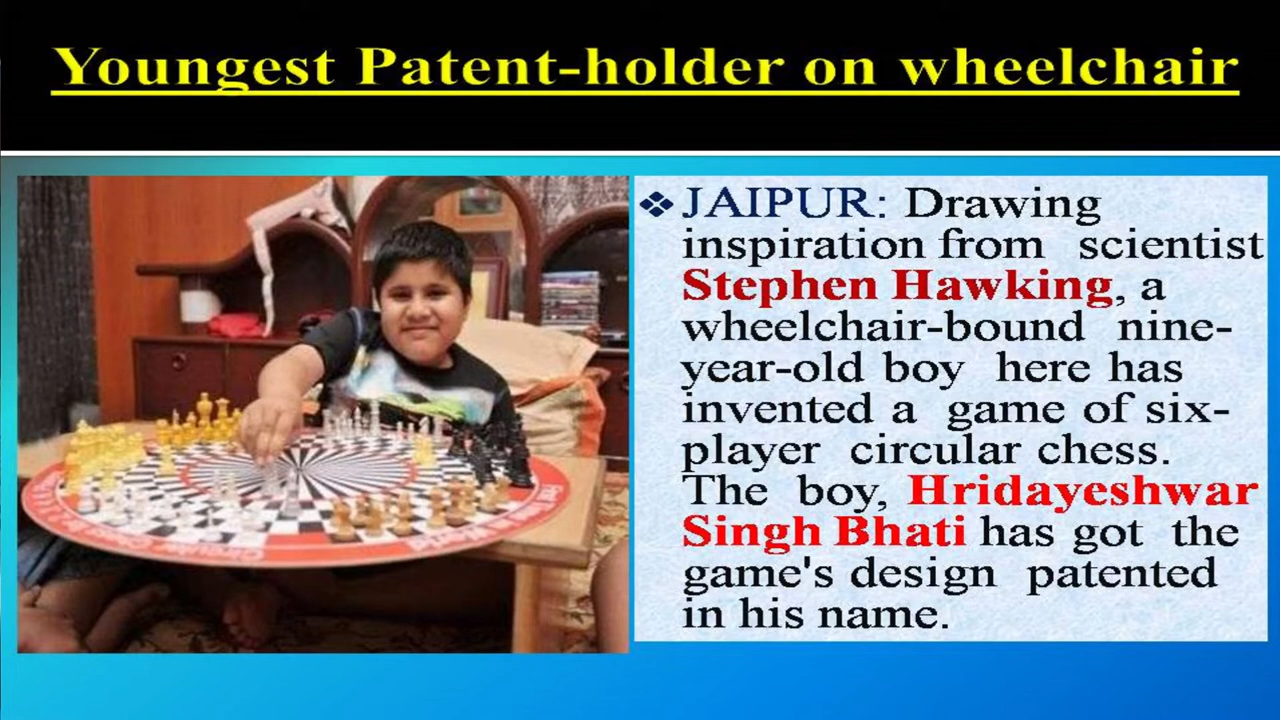 Youngest Patent-holder on wheelchair
❖ JAIPUR: Drawing
inspiration from scientist
Stephen Hawking, a
wheelchair-bound nine-
year-old boy here has
invented a game of six-
player circular chess.
The boy, Hridayeshwar
Singh Bhati has got the
game's design patented
in his name.